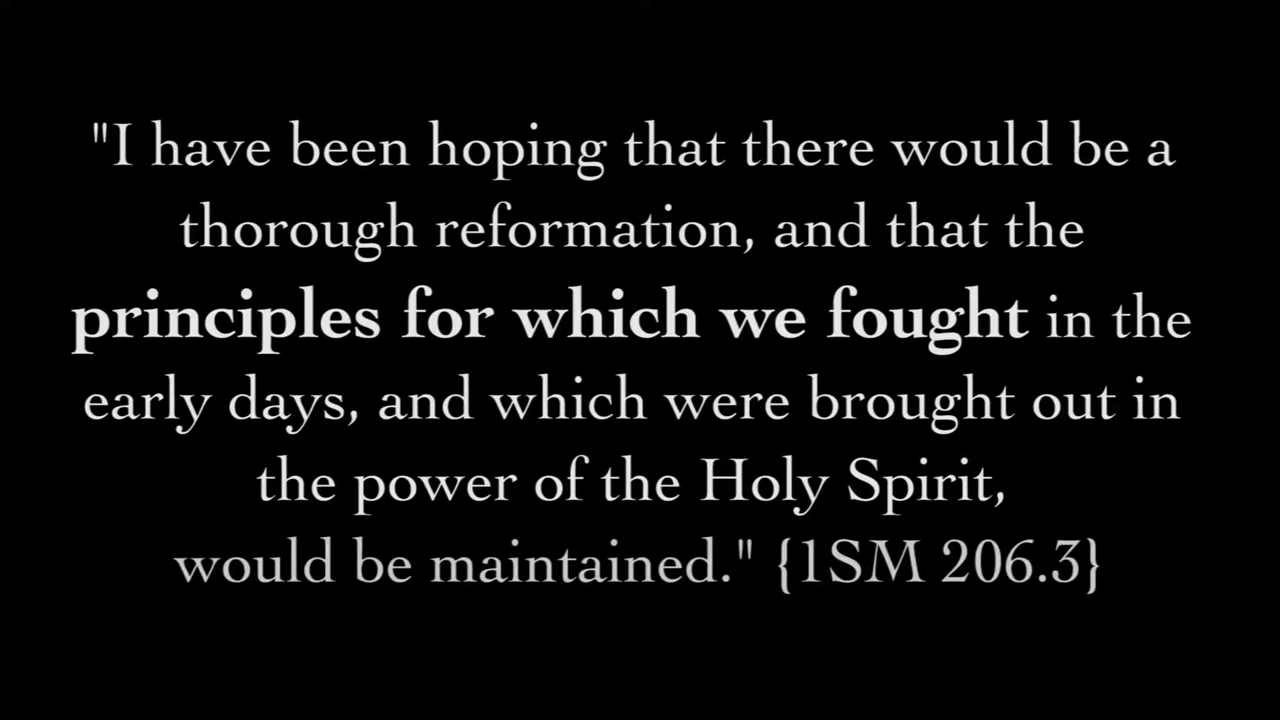 "I have been hoping that there would be a
thorough reformation, and that the
principles for which we fought in the
early days, and which were brought out in
the power of the Holy Spirit,
would be maintained." {1SM 206.3}